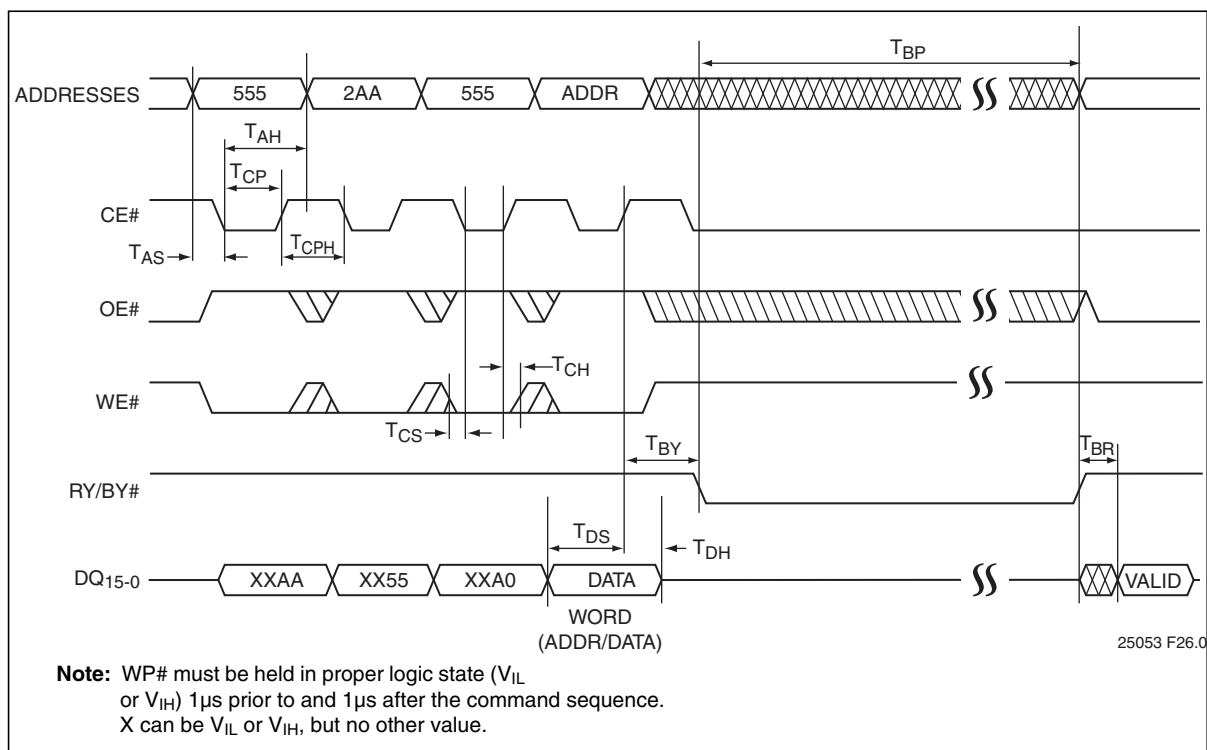 T_BP
ADDRESSES 555 2AA 555 ADDR
T_AH
T_CP
CE#
T_AS T_CPH
OE#
T_CH
WE#
T_CS
T_BY T_BR
RY/BY#
T_DS T_DH
DQ15-0 XXAA XX55 XXA0 DATA VALID
WORD
(ADDR/DATA)
25053 F26.0
Note: WP# must be held in proper logic state (V_IL
or V_IH) 1µs prior to and 1µs after the command sequence.
X can be V_IL or V_IH, but no other value.